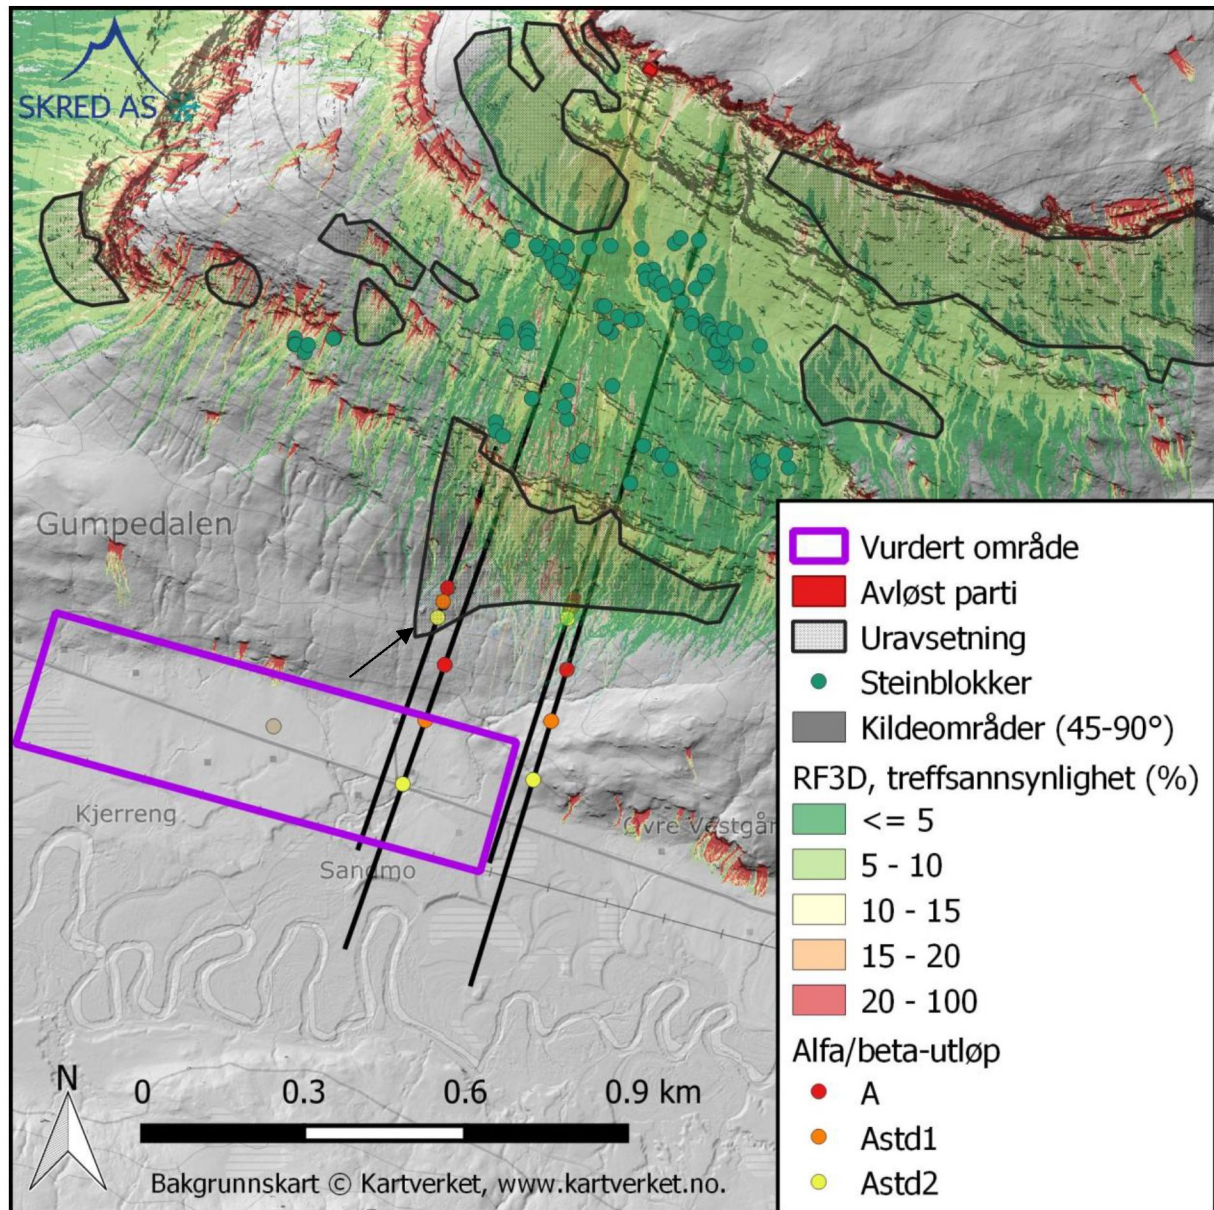 SKRED AS
Gumpedalen
Kjerreng
Sandmo
Øvre Vestgår
Vurdert område
Avløst parti
Uravsetning
Steinblokker
Kildeområder (45-90°)
RF3D, treffsannsynlighet (%)
<= 5
5 - 10
10 - 15
15 - 20
20 - 100
Alfa/beta-utløp
A
Astd1
Astd2
N
0 0.3 0.6 0.9 km
Bakgrunnskart © Kartverket, www.kartverket.no.